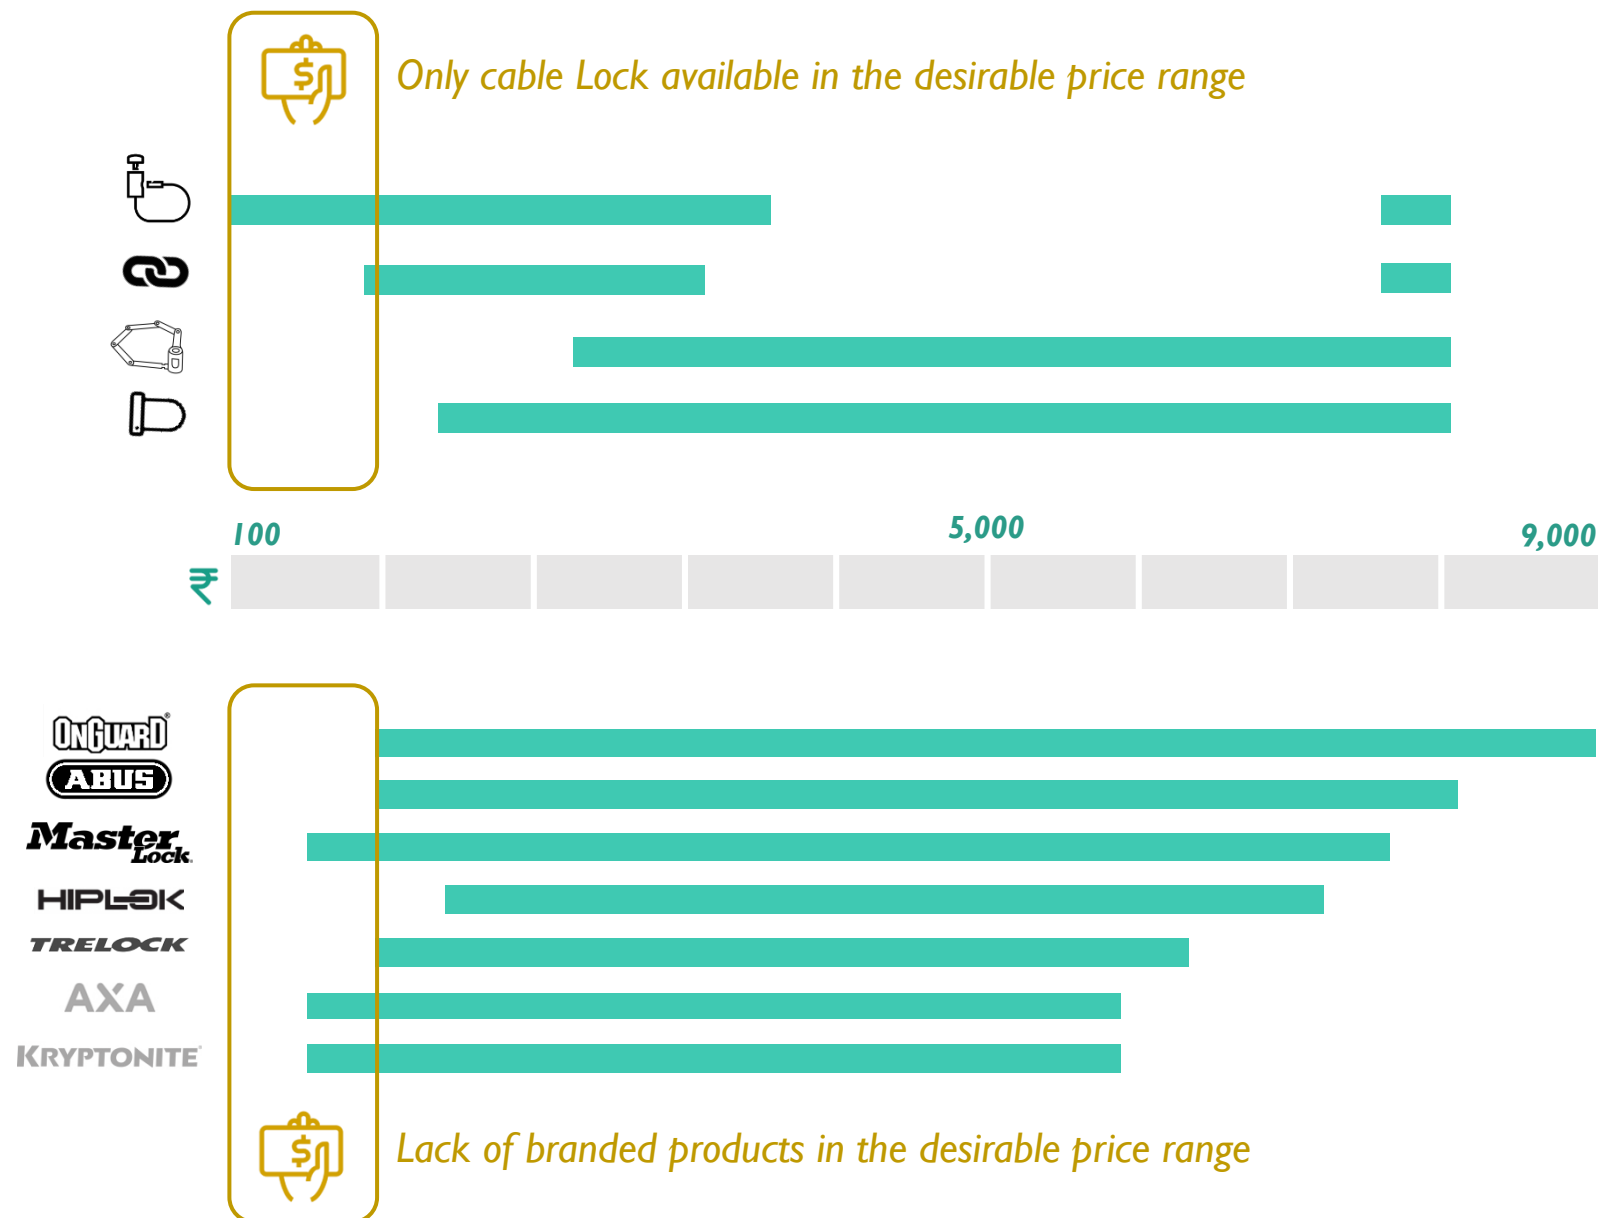 $
Only cable Lock available in the desirable price range
100
5,000
9,000
₹
ONGUARD®
ABUS
Master Lock.
HIPLOK
TRELOCK
AXA
KRYPTONITE®
$
Lack of branded products in the desirable price range